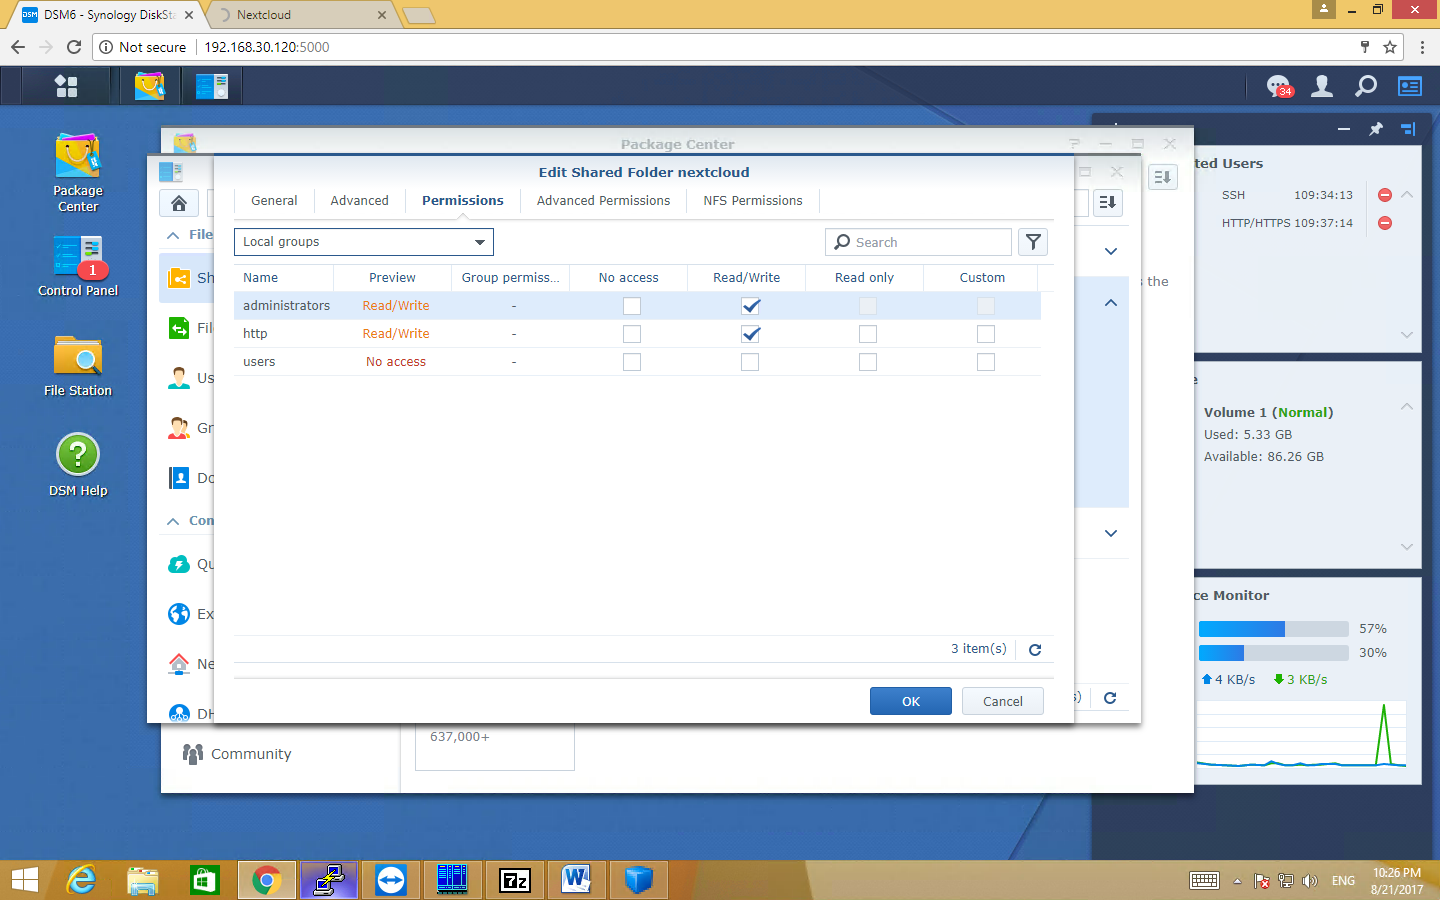 DSM6 - Synology DiskSta
Nextcloud
Not secure
192.168.30.120:5000
34
Package Center
Control Panel
1
File Station
DSM Help
Package Center
Edit Shared Folder nextcloud
General
Advanced
Permissions
Advanced Permissions
NFS Permissions
Local groups
Search
Name
Preview
Group permiss...
No access
Read/Write
Read only
Custom
administrators
Read/Write
-
http
Read/Write
-
users
No access
-
3 item(s)
OK
Cancel
File
Sh
Fil
Us
Gr
Do
Con
Qu
Ex
Ne
DH
s)
the
637,000+
Community
ted Users
SSH
109:34:13
HTTP/HTTPS 109:37:14
e
Volume 1 (Normal)
Used: 5.33 GB
Available: 86.26 GB
ce Monitor
57%
30%
4 KB/s
3 KB/s
7z
ENG
10:26 PM
8/21/2017